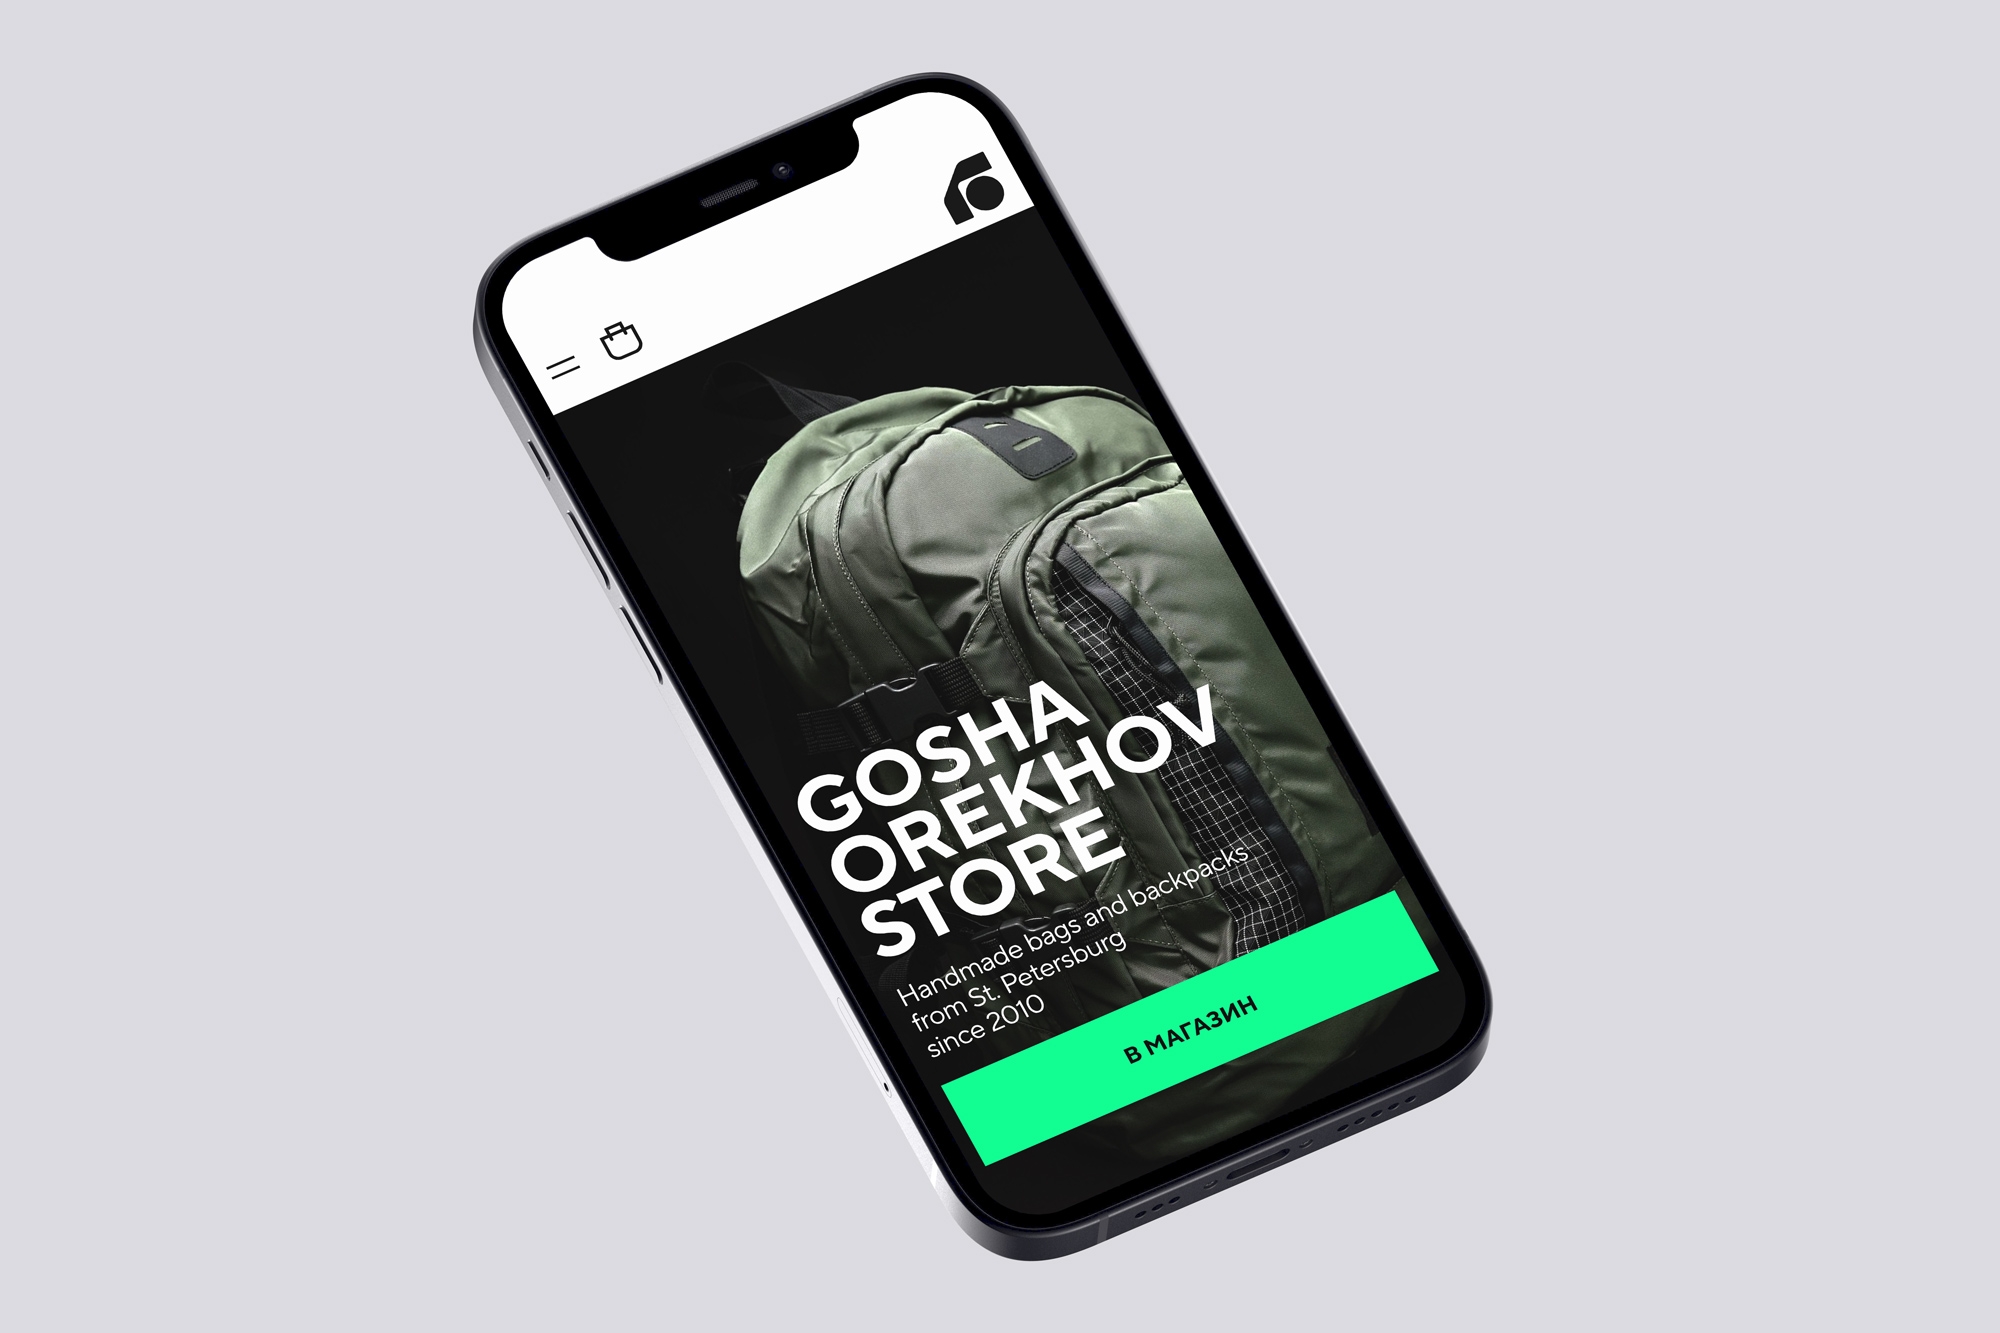 GOSHA
OREKHOV
STORE
Handmade bags and backpacks
from St. Petersburg
since 2010
В МАГАЗИН